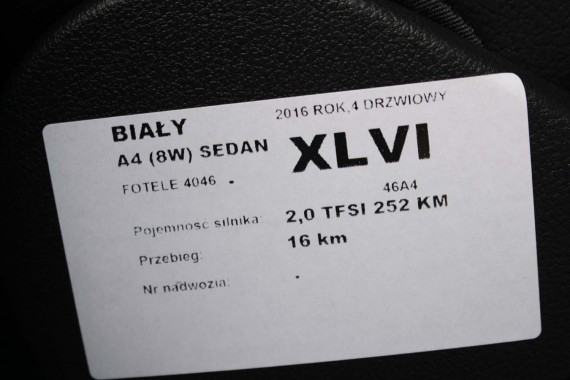 BIAŁY 2016 ROK,4 DRZWIOWY
A4 (8W) SEDAN XLVI
FOTELE 4046 .
46A4
Pojemność silnika: 2,0 TFSI 252 KM
Przebieg: 16 km
Nr nadwozia: .